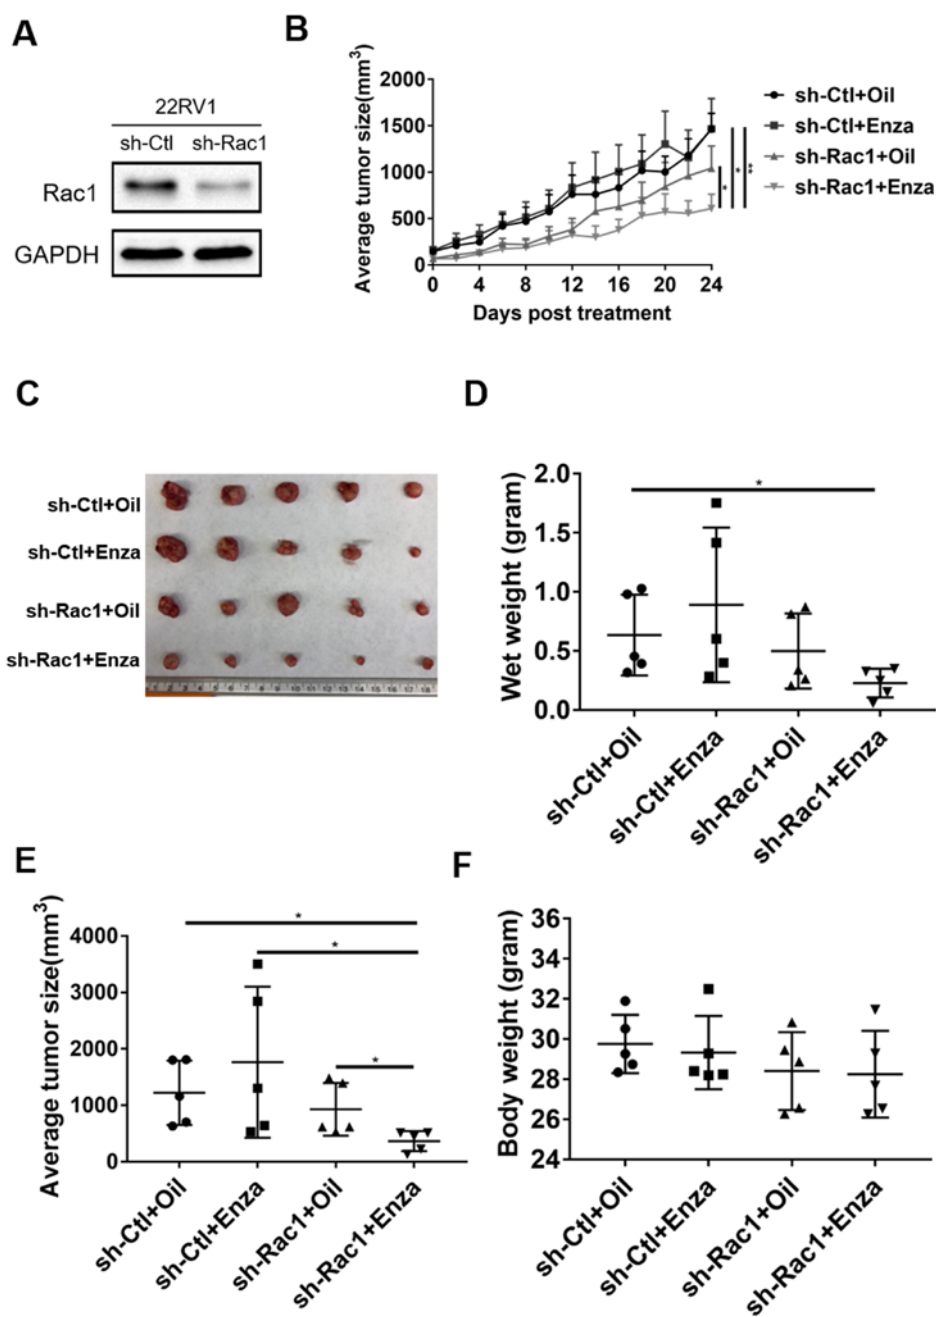 A
22RV1
sh-Ctl sh-Rac1
Rac1
GAPDH
B
Average tumor size(mm³)
2000
1500
1000
500
0
0 4 8 12 16 20 24
Days post treatment
sh-Ctl+Oil
sh-Ctl+Enza
sh-Rac1+Oil
sh-Rac1+Enza
*
*
***
C
sh-Ctl+Oil
sh-Ctl+Enza
sh-Rac1+Oil
sh-Rac1+Enza
D
Wet weight (gram)
2.0
1.5
1.0
0.5
0.0
*
sh-Ctl+Oil
sh-Ctl+Enza
sh-Rac1+Oil
sh-Rac1+Enza
E
Average tumor size(mm³)
4000
3000
2000
1000
0
*
*
*
sh-Ctl+Oil
sh-Ctl+Enza
sh-Rac1+Oil
sh-Rac1+Enza
F
Body weight (gram)
36
34
32
30
28
26
24
sh-Ctl+Oil
sh-Ctl+Enza
sh-Rac1+Oil
sh-Rac1+Enza